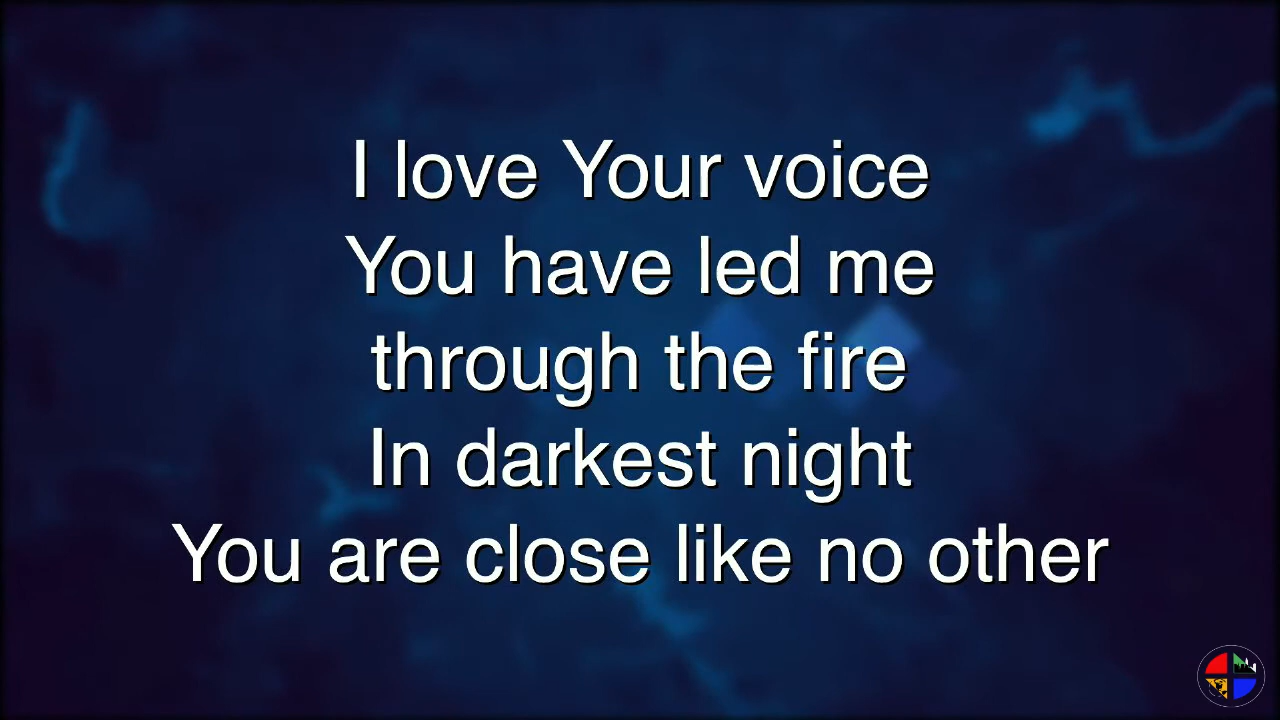 I love Your voice
You have led me
through the fire
In darkest night
You are close like no other